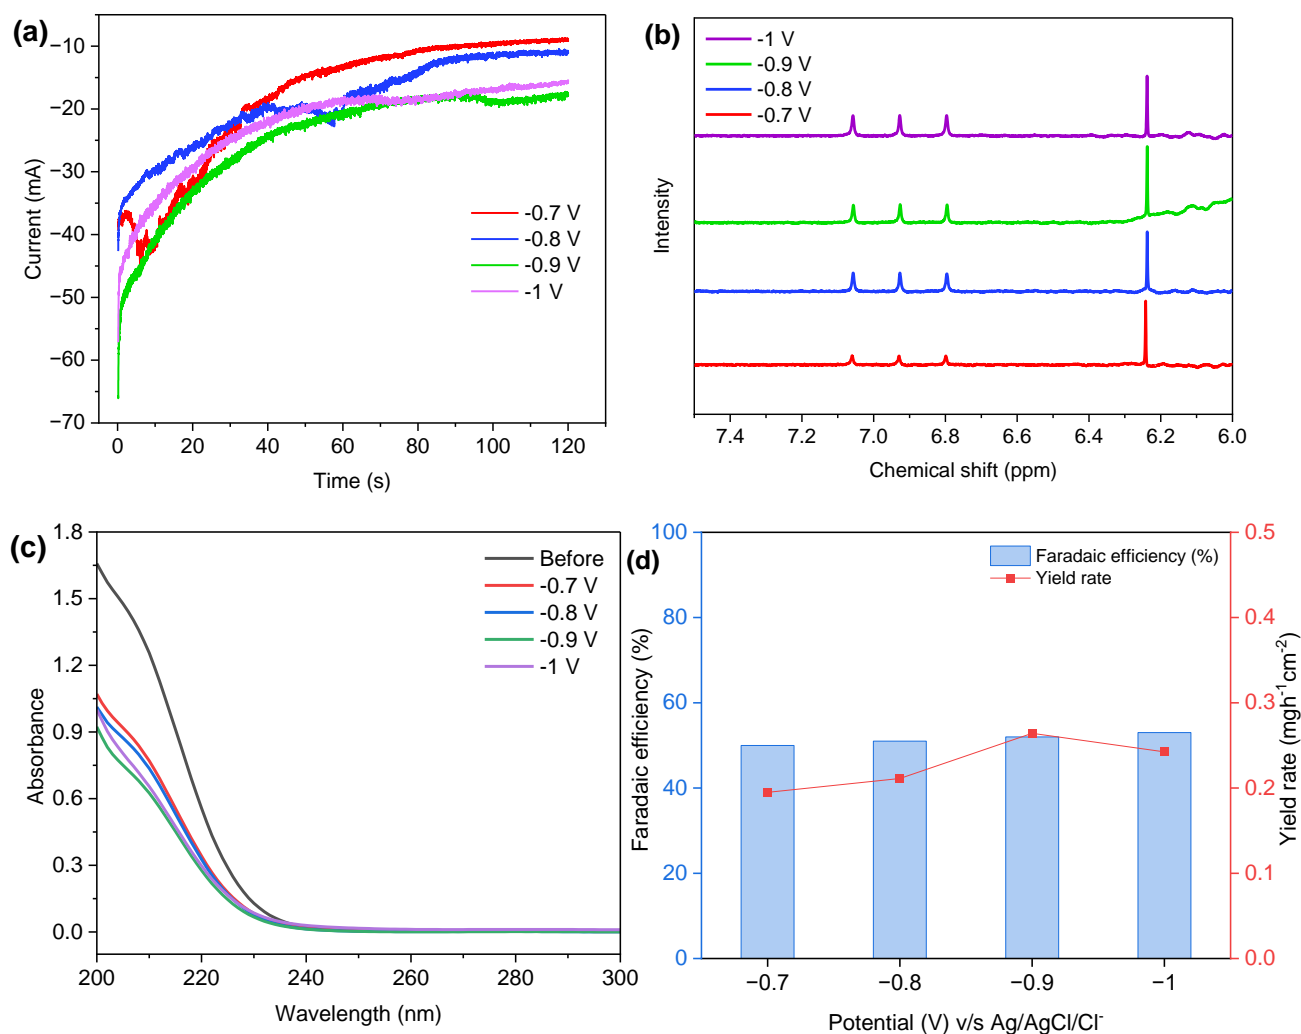 (a)
−10
−20
−30
−40
−50
−60
−70
0 20 40 60 80 100 120
Current (mA)
Time (s)
-0.7 V
-0.8 V
-0.9 V
-1 V
(b)
-1 V
-0.9 V
-0.8 V
-0.7 V
Intensity
7.4 7.2 7.0 6.8 6.6 6.4 6.2 6.0
Chemical shift (ppm)
(c)
1.8
1.5
1.2
0.9
0.6
0.3
0.0
200 220 240 260 280 300
Absorbance
Wavelength (nm)
Before
-0.7 V
-0.8 V
-0.9 V
-1 V
(d)
100
80
60
40
20
0
Faradaic efficiency (%)
Faradaic efficiency (%)
Yield rate
0.5
0.4
0.3
0.2
0.1
0.0
Yield rate (mgh⁻¹cm⁻²)
−0.7 −0.8 −0.9 −1
Potential (V) v/s Ag/AgCl/Cl⁻